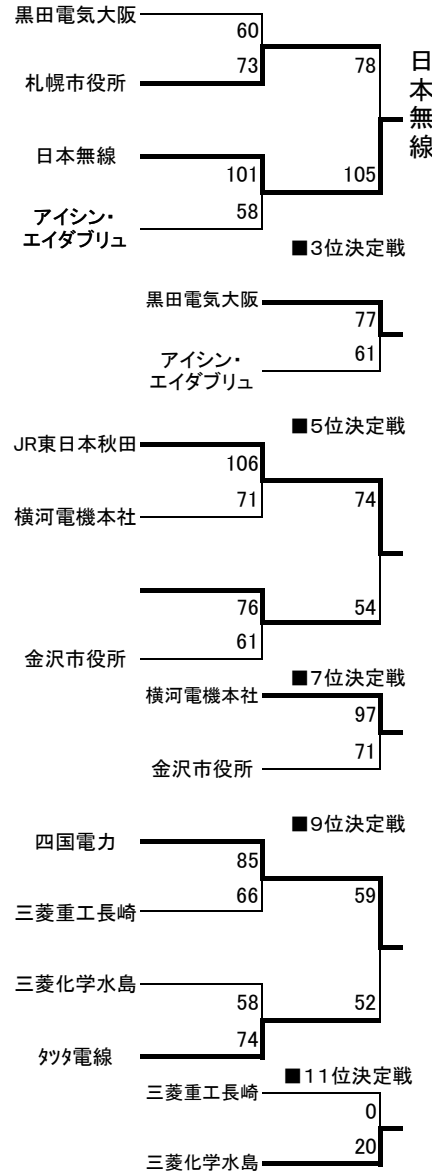 黒田電気大阪
60
73
札幌市役所
78
日本無線
日本無線
101
105
58
アイシン・
エイダブリュ
■3位決定戦
黒田電気大阪
77
61
アイシン・
エイダブリュ
■5位決定戦
JR東日本秋田
106
71
74
横河電機本社
76
54
61
金沢市役所
■7位決定戦
横河電機本社
97
71
金沢市役所
■9位決定戦
四国電力
85
66
59
三菱重工長崎
三菱化学水島
58
52
74
タツタ電線
■11位決定戦
三菱重工長崎
0
20
三菱化学水島